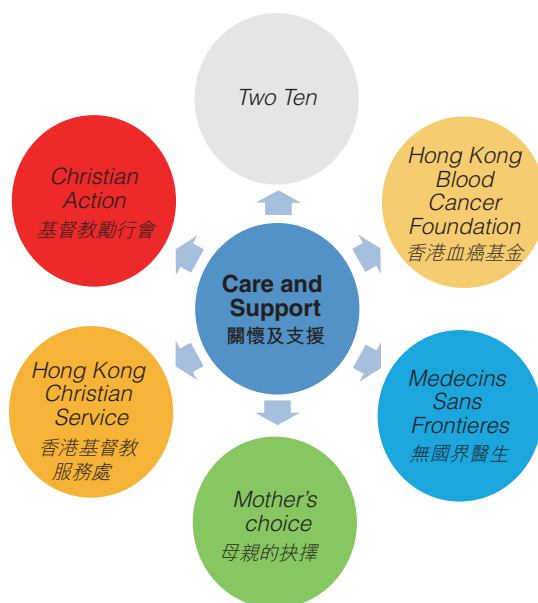 Two Ten
Christian
Action
基督教勵行會
Hong Kong
Blood
Cancer
Foundation
香港血癌基金
Care and
Support
關懷及支援
Hong Kong
Christian
Service
香港基督教
服務處
Medecins
Sans
Frontieres
無國界醫生
Mother's
choice
母親的抉擇